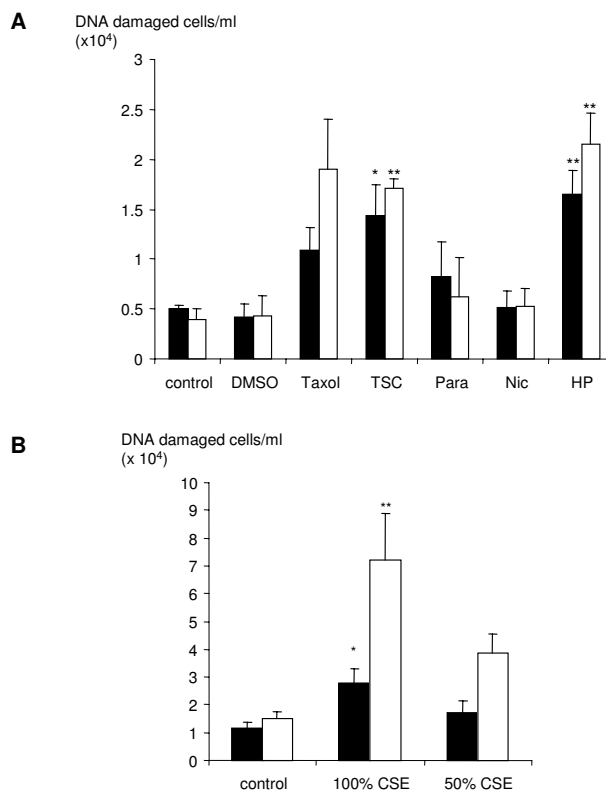 A
DNA damaged cells/ml
(x10⁴)
3
2.5
2
1.5
1
0.5
0
* ** ** **
control DMSO Taxol TSC Para Nic HP
B
DNA damaged cells/ml
(x 10⁴)
10
9
8
7
6
5
4
3
2
1
0
* **
control 100% CSE 50% CSE